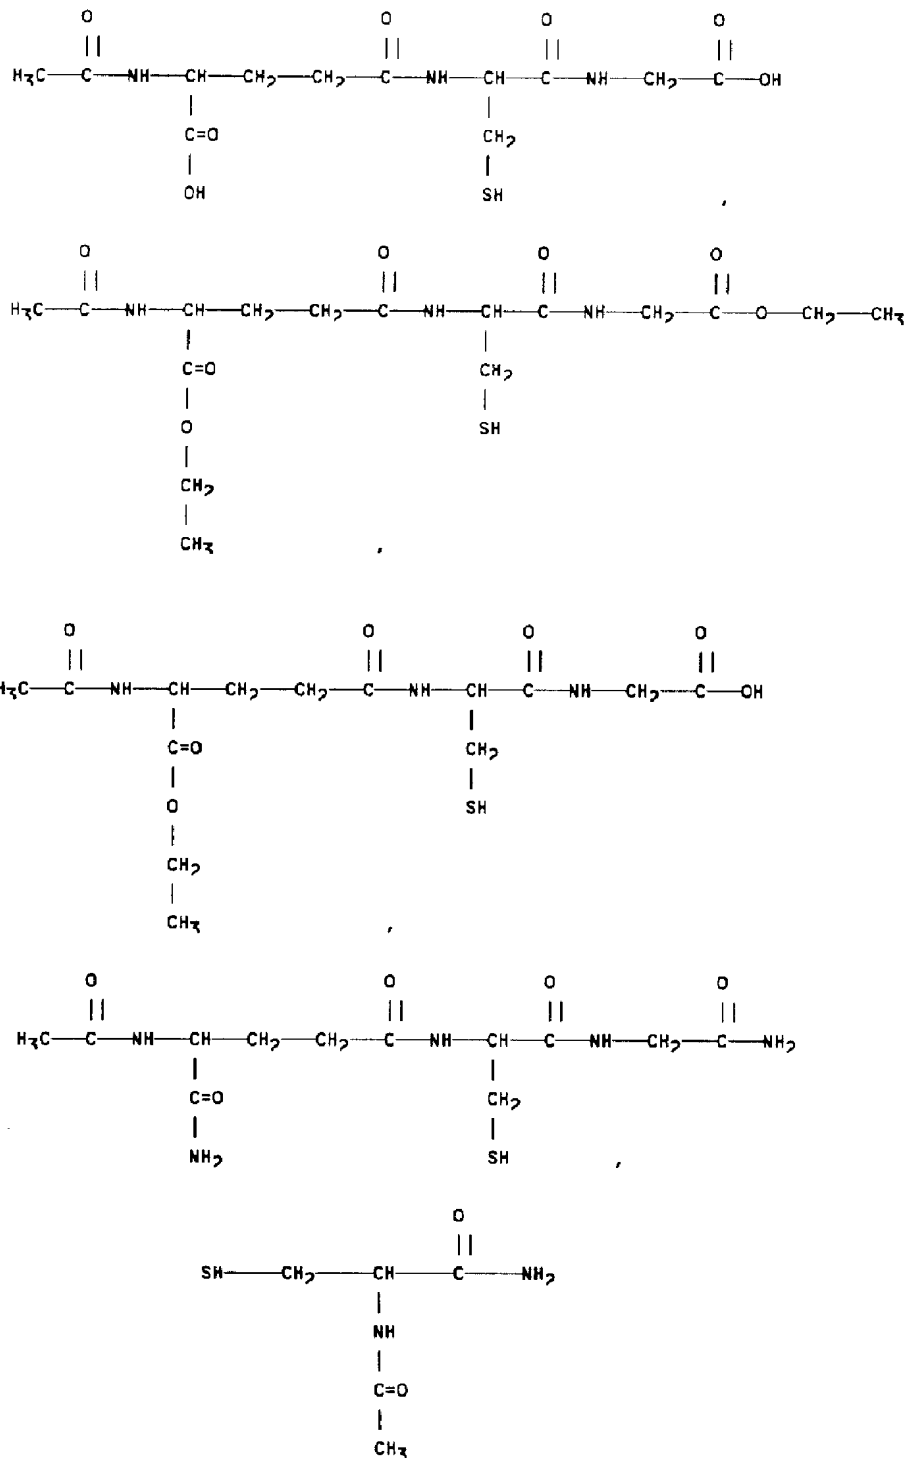 O O O O
|| || || ||
H3C—C—NH—CH—CH2—CH2—C—NH—CH—C—NH—CH2—C—OH
| |
C=O CH2
| |
OH SH ,
O O O O
|| || || ||
H3C—C—NH—CH—CH2—CH2—C—NH—CH—C—NH—CH2—C—O—CH2—CH3
| |
C=O CH2
| |
O SH
|
CH2
|
CH3 ,
O O O O
|| || || ||
H3C—C—NH—CH—CH2—CH2—C—NH—CH—C—NH—CH2—C—OH
| |
C=O CH2
| |
O SH
|
CH2
|
CH3 ,
O O O O
|| || || ||
H3C—C—NH—CH—CH2—CH2—C—NH—CH—C—NH—CH2—C—NH2
| |
C=O CH2
| |
NH2 SH ,
O
||
SH—CH2—CH—C—NH2
|
NH
|
C=O
|
CH3